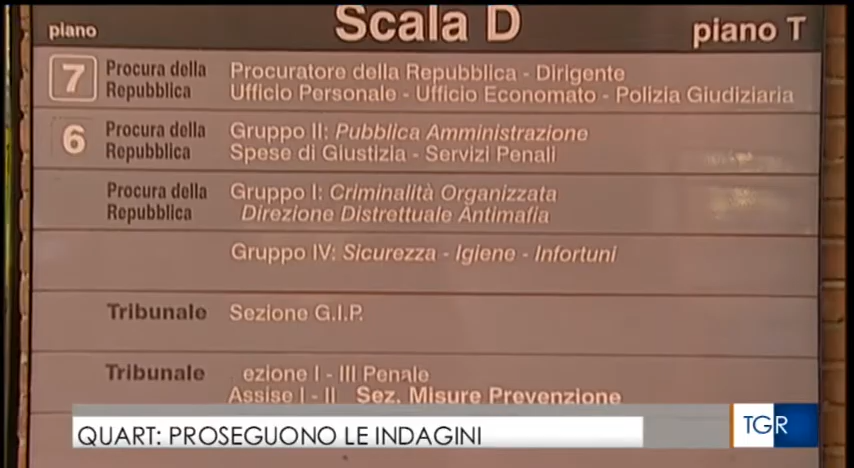 Scala D
piano
piano T
7 Procura della Procuratore della Repubblica - Dirigente
Repubblica Ufficio Personale - Ufficio Economato - Polizia Giudiziaria
6 Procura della Gruppo II: Pubblica Amministrazione
Repubblica Spese di Giustizia - Servizi Penali
Procura della Gruppo I: Criminalità Organizzata
Repubblica Direzione Distrettuale Antimafia
Gruppo IV: Sicurezza - Igiene - Infortuni
Tribunale Sezione G.I.P.
Tribunale ezione I - III Penale
Assise I - II Sez. Misure Prevenzione
QUART: PROSEGUONO LE INDAGINI
TGR